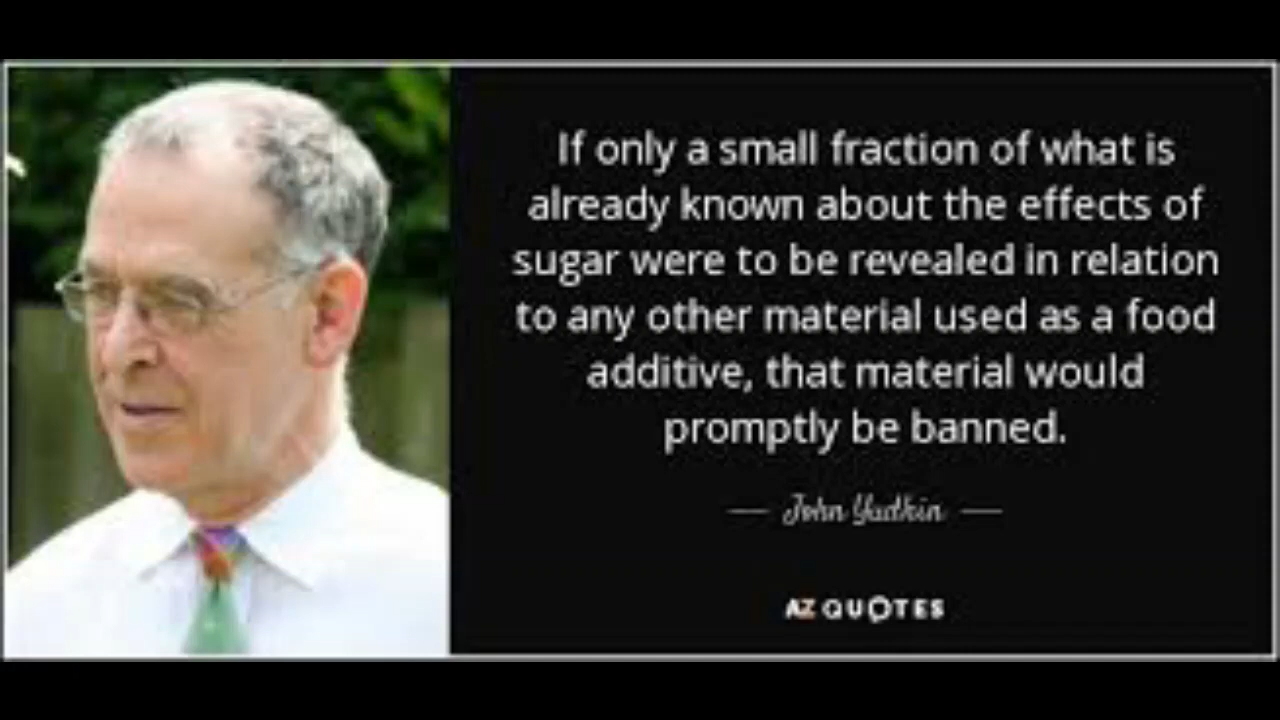 If only a small fraction of what is
already known about the effects of
sugar were to be revealed in relation
to any other material used as a food
additive, that material would
promptly be banned.
John Yudkin
AZ QUOTES